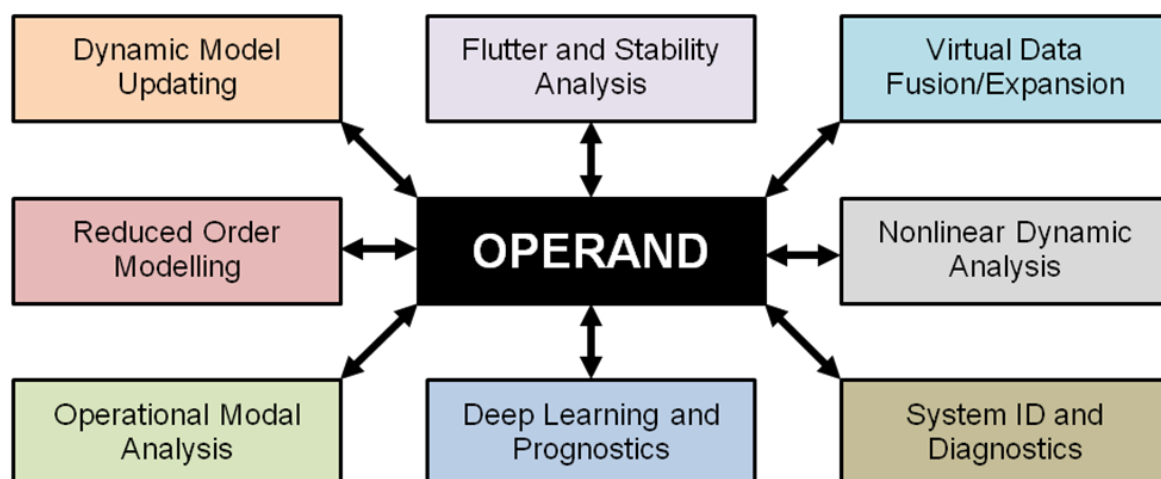 Dynamic Model
Updating
Flutter and Stability
Analysis
Virtual Data
Fusion/Expansion
Reduced Order
Modelling
OPERAND
Nonlinear Dynamic
Analysis
Operational Modal
Analysis
Deep Learning and
Prognostics
System ID and
Diagnostics